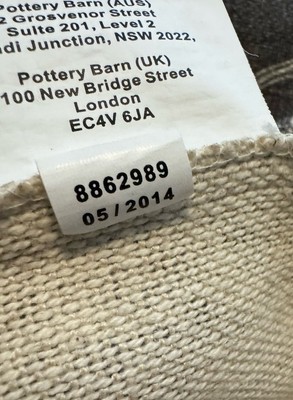 Pottery Barn (AUS)
2 Grosvenor Street
Suite 201, Level 2
Junction, NSW 2022,
Pottery Barn (UK)
100 New Bridge Street
London
EC4V 6JA
8862989
05/2014